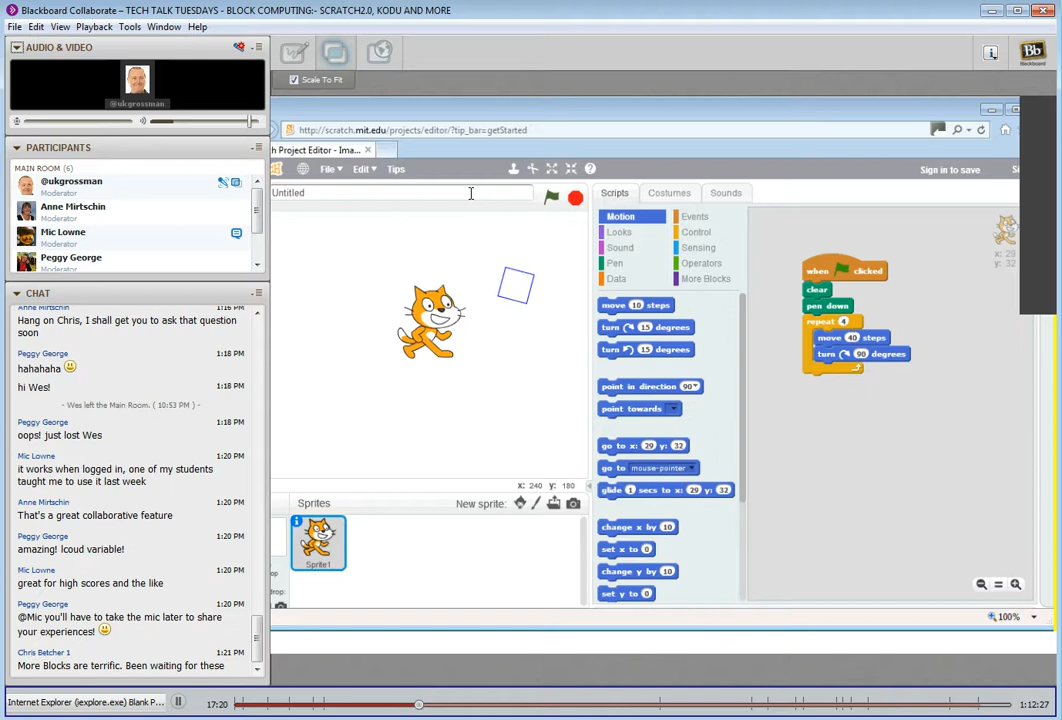 Blackboard Collaborate – TECH TALK TUESDAYS - BLOCK COMPUTING:- SCRATCH2.0, KODU AND MORE
File Edit View Playback Tools Window Help
AUDIO & VIDEO
@ukgrossman
PARTICIPANTS
MAIN ROOM (6)
@ukgrossman
Moderator
Anne Mirtschin
Moderator
Mic Lowne
Moderator
Peggy George
Moderator
CHAT
Anne Mirtschin 1:16 PM
Hang on Chris, I shall get you to ask that question
soon
Peggy George 1:18 PM
hahahaha
hi Wes! 1:18 PM
- Wes left the Main Room. ( 10:53 PM ) -
Peggy George 1:18 PM
oops! just lost Wes
Mic Lowne 1:20 PM
it works when logged in, one of my students
taught me to use it last week
Anne Mirtschin 1:20 PM
That's a great collaborative feature
Peggy George 1:20 PM
amazing! lcoud variable!
Mic Lowne 1:20 PM
great for high scores and the like
Peggy George 1:20 PM
@Mic you'll have to take the mic later to share
your experiences!
Chris Betcher 1 1:21 PM
More Blocks are terrific. Been waiting for these
Internet Explorer (iexplore.exe) Blank P...
17:20
1:12:27
Scale To Fit
i
Bb
Blackboard
http://scratch.mit.edu/projects/editor/?tip_bar=getStarted
h Project Editor - Ima...
File Edit Tips
Sign in to save
Untitled
Scripts Costumes Sounds
Motion Events
Looks Control
Sound Sensing
Pen Operators
Data More Blocks
move 10 steps
turn 15 degrees
turn 15 degrees
point in direction 90
point towards
go to x: 29 y: 32
go to mouse-pointer
glide 1 secs to x: 29 y: 32
change x by 10
set x to 0
change y by 10
set y to 0
x: 29
y: 32
when clicked
clear
pen down
repeat 4
move 40 steps
turn 90 degrees
x: 240 y: 180
Sprites New sprite:
Sprite1
drop:
100%